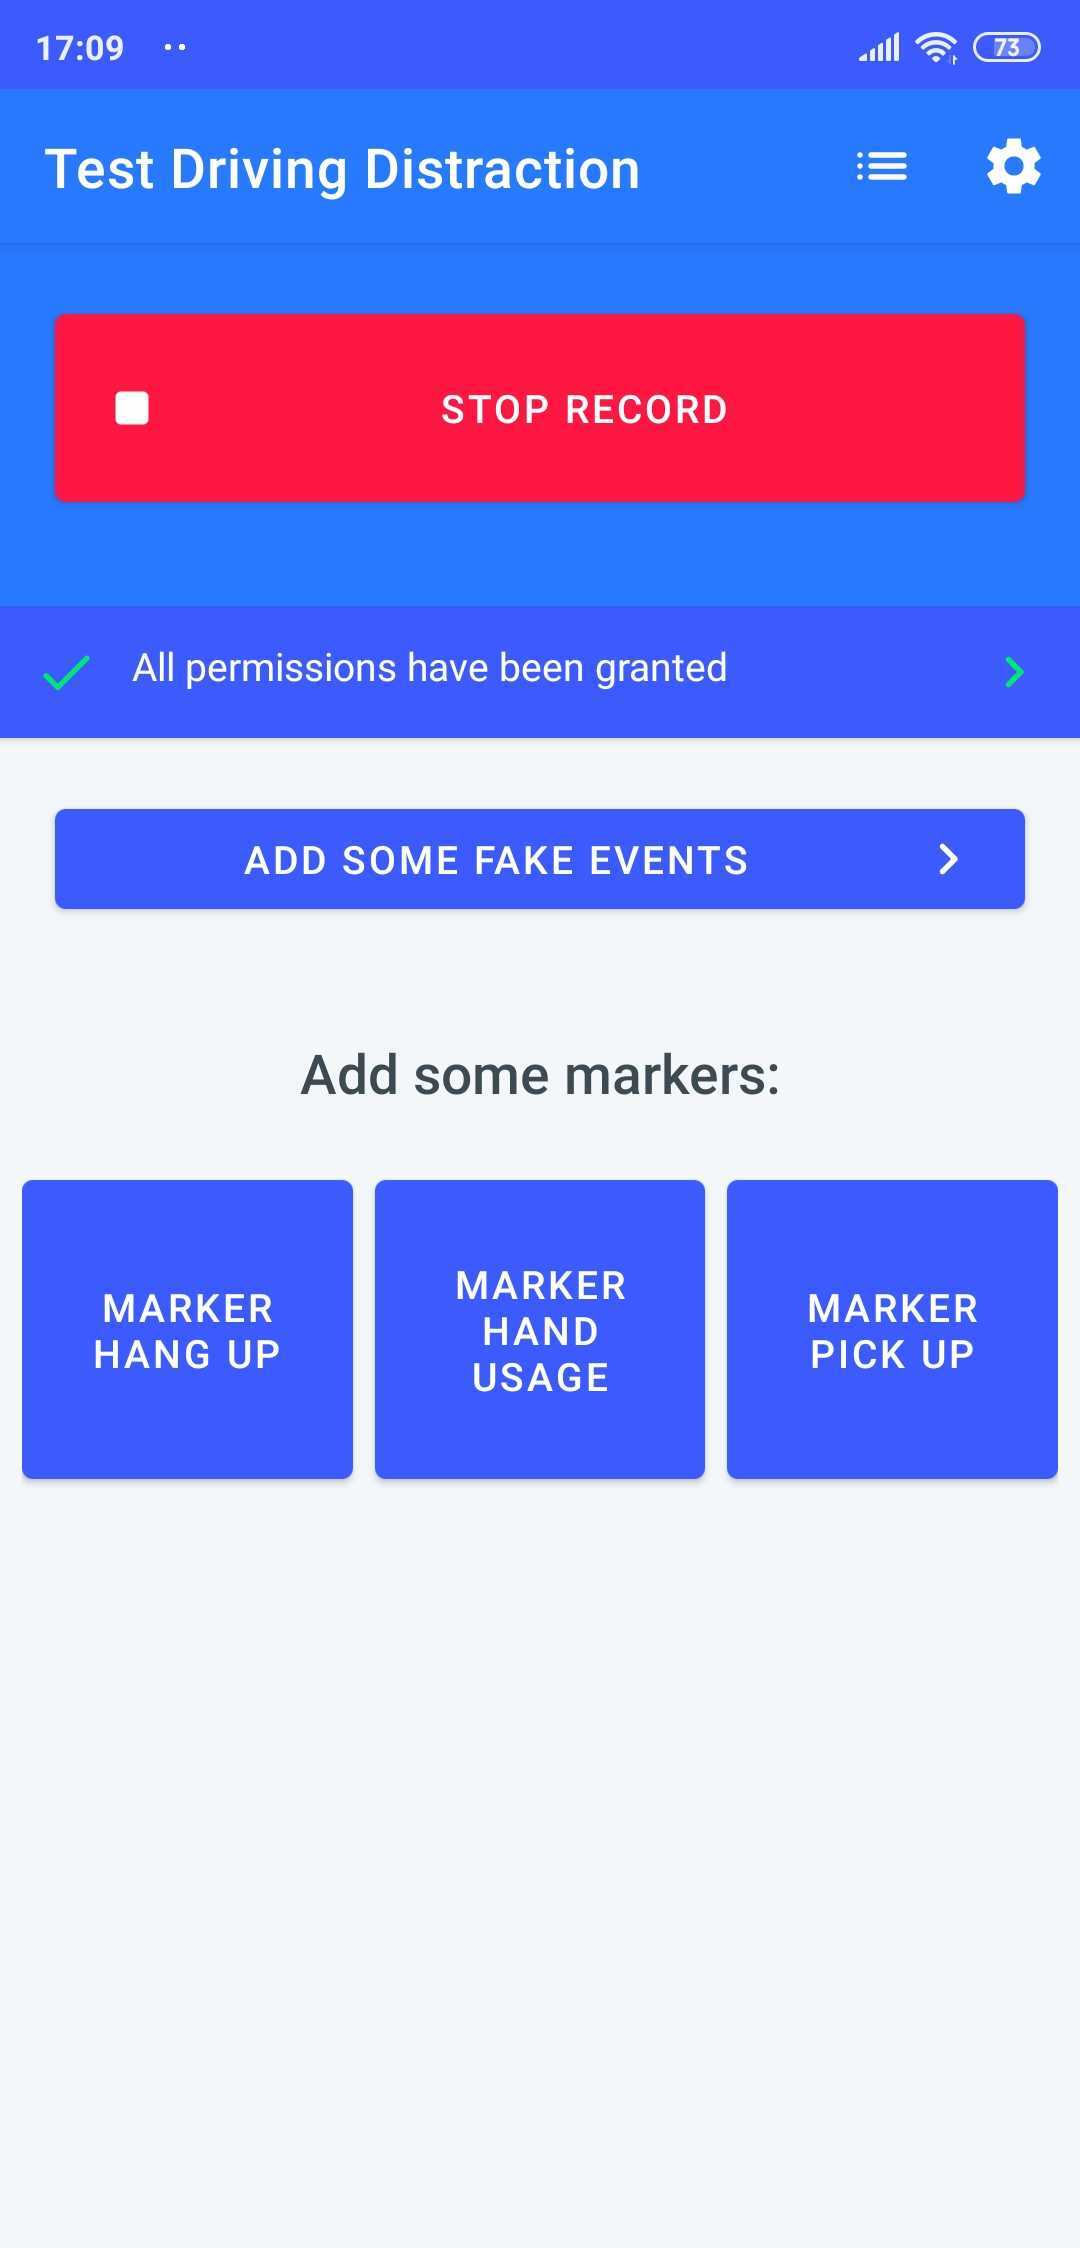 17:09
73
Test Driving Distraction
STOP RECORD
All permissions have been granted
ADD SOME FAKE EVENTS
Add some markers:
MARKER
HANG UP
MARKER
HAND
USAGE
MARKER
PICK UP